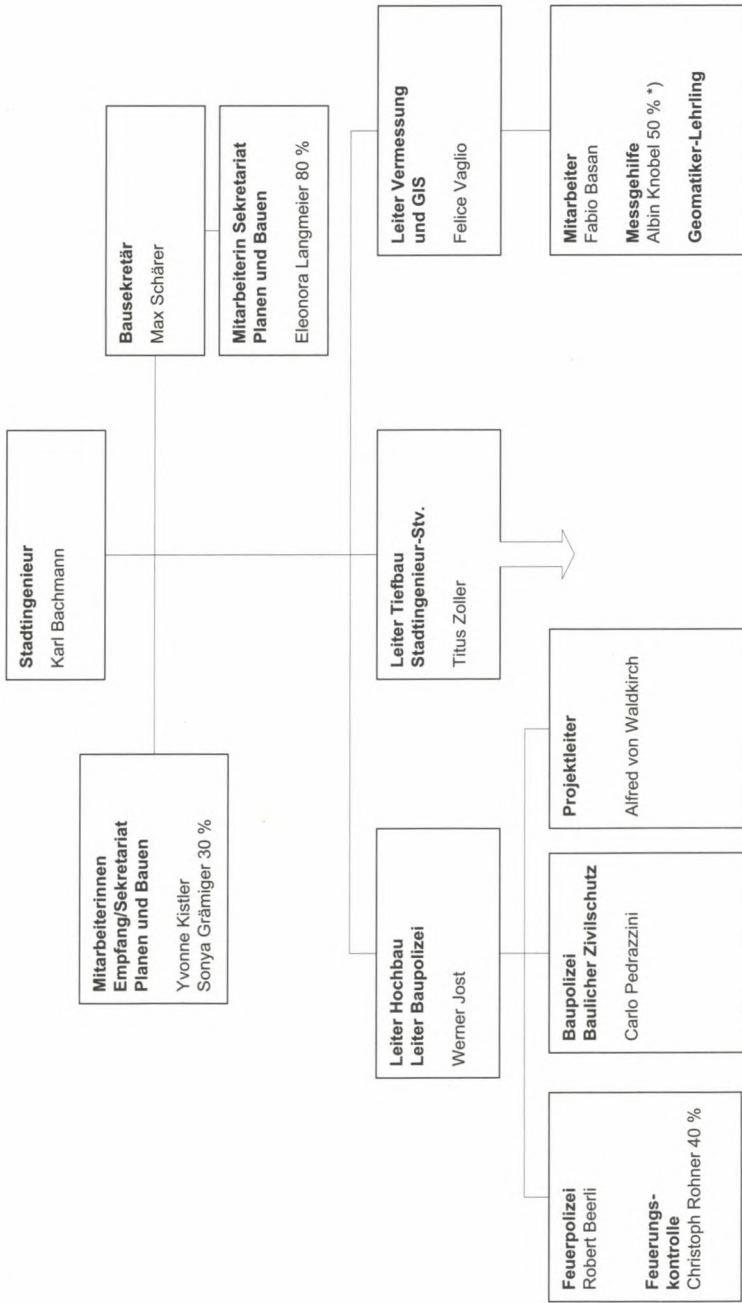 Stadtingenieur
Karl Bachmann
Mitarbeiterinnen
Empfang/Sekretariat
Planen und Bauen
Yvonne Kistler
Sonya Grämiger 30 %
Bausekretär
Max Schärer
Mitarbeiterin Sekretariat
Planen und Bauen
Eleonora Langmeier 80 %
Leiter Hochbau
Leiter Baupolizei
Werner Jost
Leiter Tiefbau
Stadtingenieur-Stv.
Titus Zoller
Leiter Vermessung
und GIS
Felice Vaglio
Feuerpolizei
Robert Beerli
Feuerungs-
kontrolle
Christoph Rohner 40 %
Baupolizei
Baulicher Zivilschutz
Carlo Pedrazzini
Projektleiter
Alfred von Waldkirch
Mitarbeiter
Fabio Basan
Messgehilfe
Albin Knobel 50 % *)
Geomatiker-Lehrling